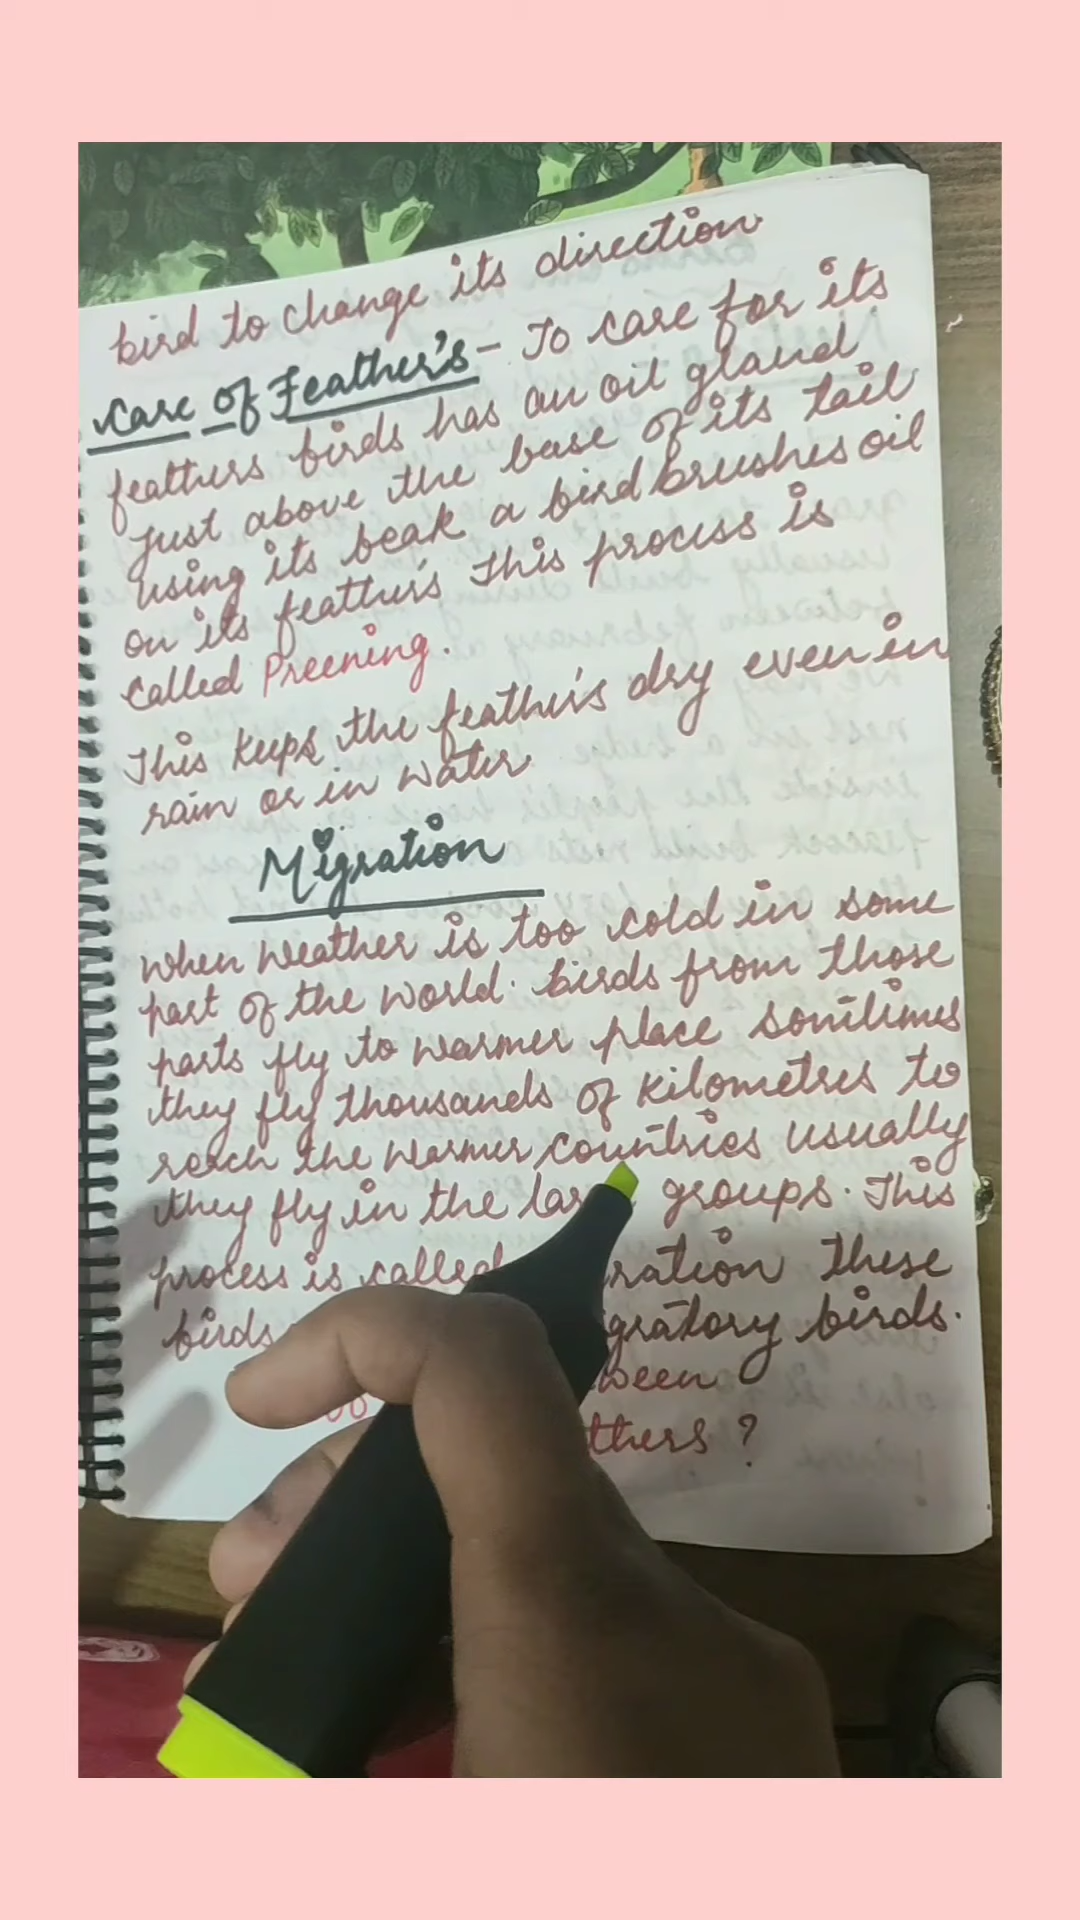 bird to change its direction
Care of Feather's - To care for its
feathers birds has an oil gland
just above the base of its tail
using its beak a bird brushes oil
on its feather's This process is
called Preening.
This keeps the feather's dry even in
rain or in water
Migration
When weather is too cold in some
part of the world. birds from those
parts fly to warmer place sometimes
they fly thousands of kilometres to
reach the warmer countries usually
they fly in the groups. This
process is called these
birds birds.
?